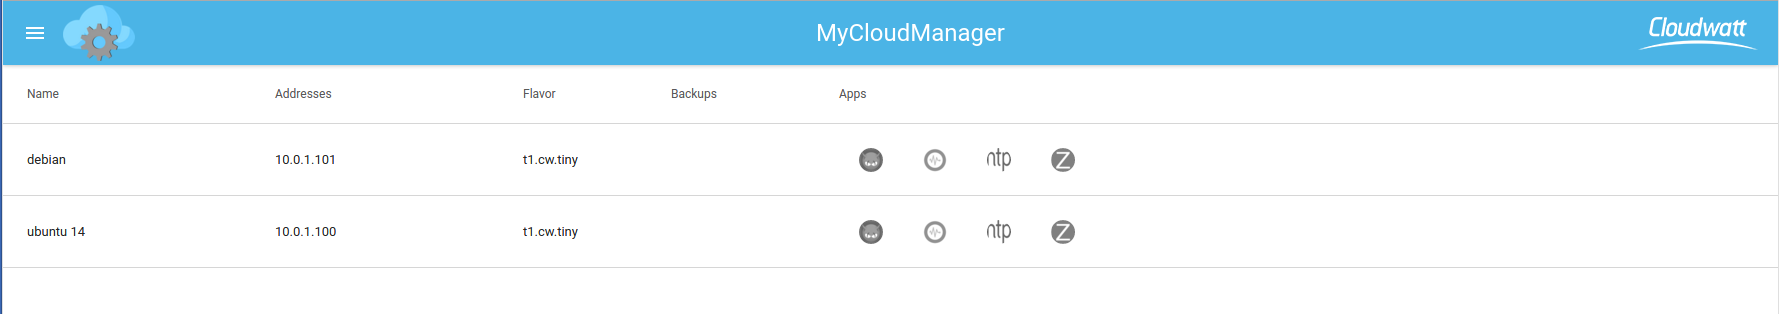 MyCloudManager
Cloudwatt
Name Addresses Flavor Backups Apps
debian 10.0.1.101 t1.cw.tiny ntp Z
ubuntu 14 10.0.1.100 t1.cw.tiny ntp Z